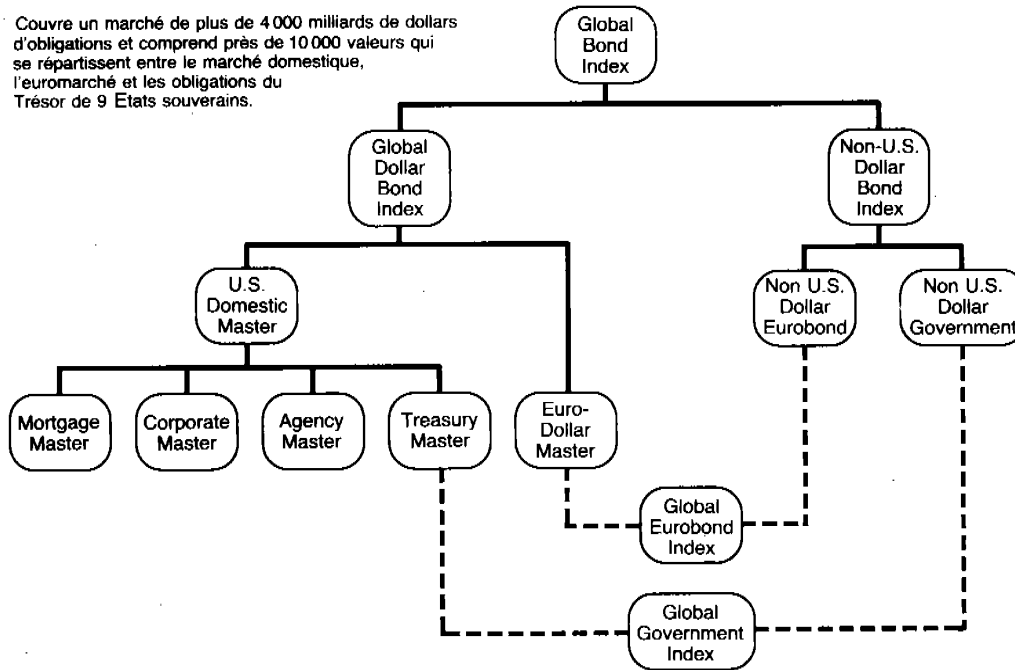 Couvre un marché de plus de 4 000 milliards de dollars
d'obligations et comprend près de 10 000 valeurs qui
se répartissent entre le marché domestique,
l'euromarché et les obligations du
Trésor de 9 Etats souverains.
Global
Bond
Index
Global
Dollar
Bond
Index
Non-U.S.
Dollar
Bond
Index
U.S.
Domestic
Master
Non U.S.
Dollar
Eurobond
Non U.S.
Dollar
Government
Mortgage
Master
Corporate
Master
Agency
Master
Treasury
Master
Euro-
Dollar
Master
Global
Eurobond
Index
Global
Government
Index